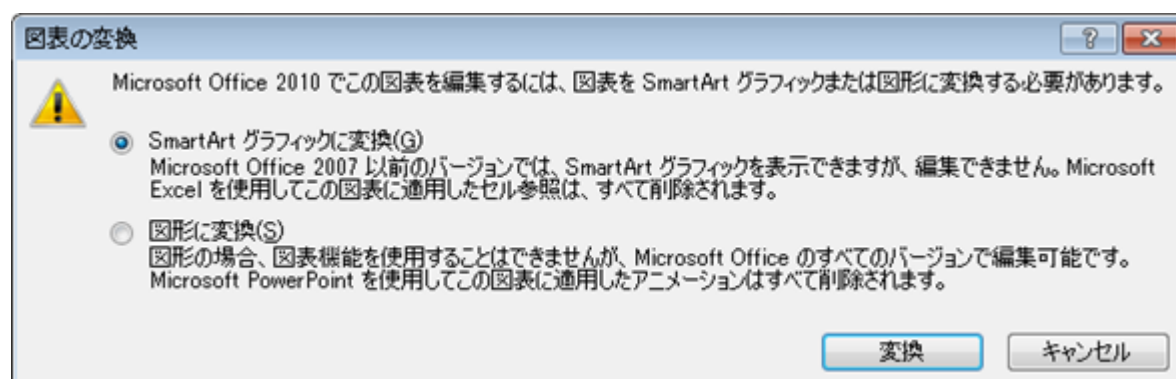 図表の変換
Microsoft Office 2010 でこの図表を編集するには、図表を SmartArt グラフィックまたは図形に変換する必要があります。
SmartArt グラフィックに変換(G)
Microsoft Office 2007 以前のバージョンでは、SmartArt グラフィックを表示できますが、編集できません。Microsoft
Excel を使用してこの図表に適用したセル参照は、すべて削除されます。
図形に変換(S)
図形の場合、図表機能を使用することはできませんが、Microsoft Office のすべてのバージョンで編集可能です。
Microsoft PowerPoint を使用してこの図表に適用したアニメーションはすべて削除されます。
変換
キャンセル